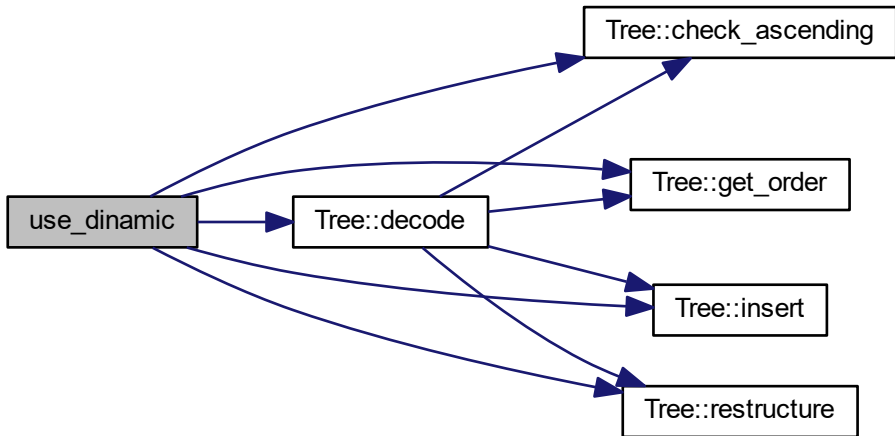 Tree::check_ascending
Tree::get_order
use_dinamic
Tree::decode
Tree::insert
Tree::restructure